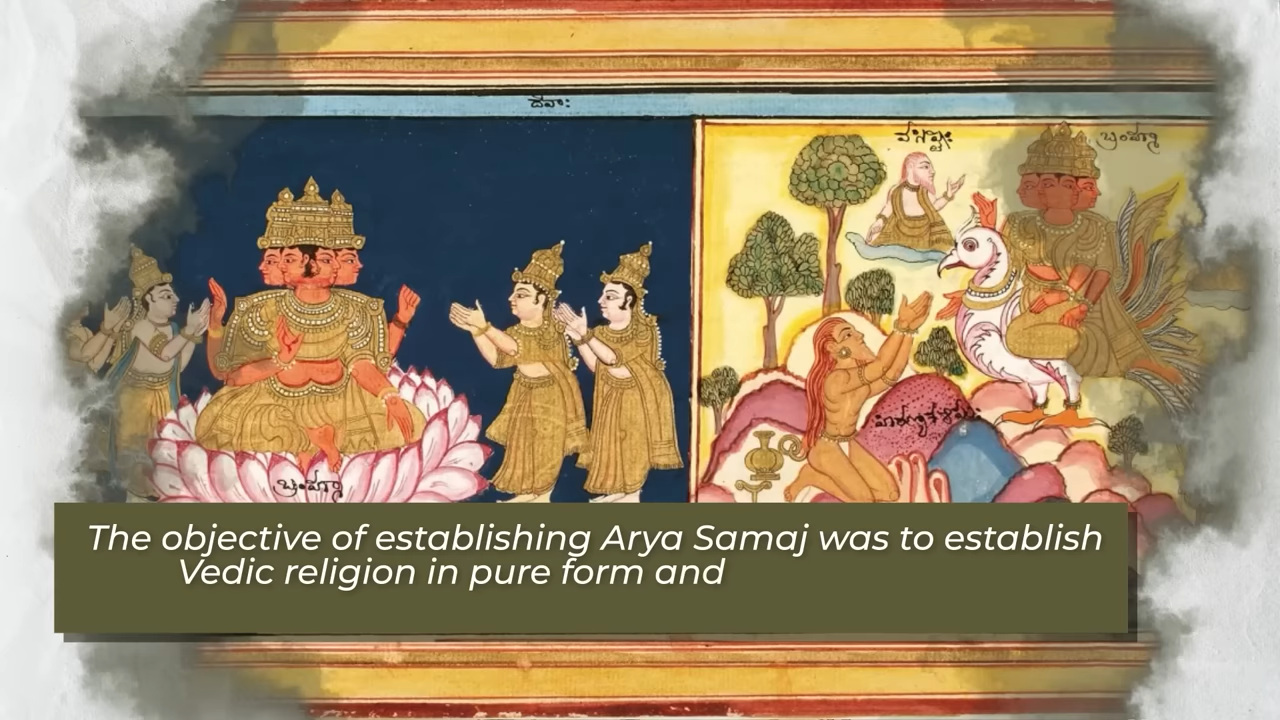 ದೇವಾಃ
ಬ್ರಂಹ್ಮಾ
The objective of establishing Arya Samaj was to establish
Vedic religion in pure form and